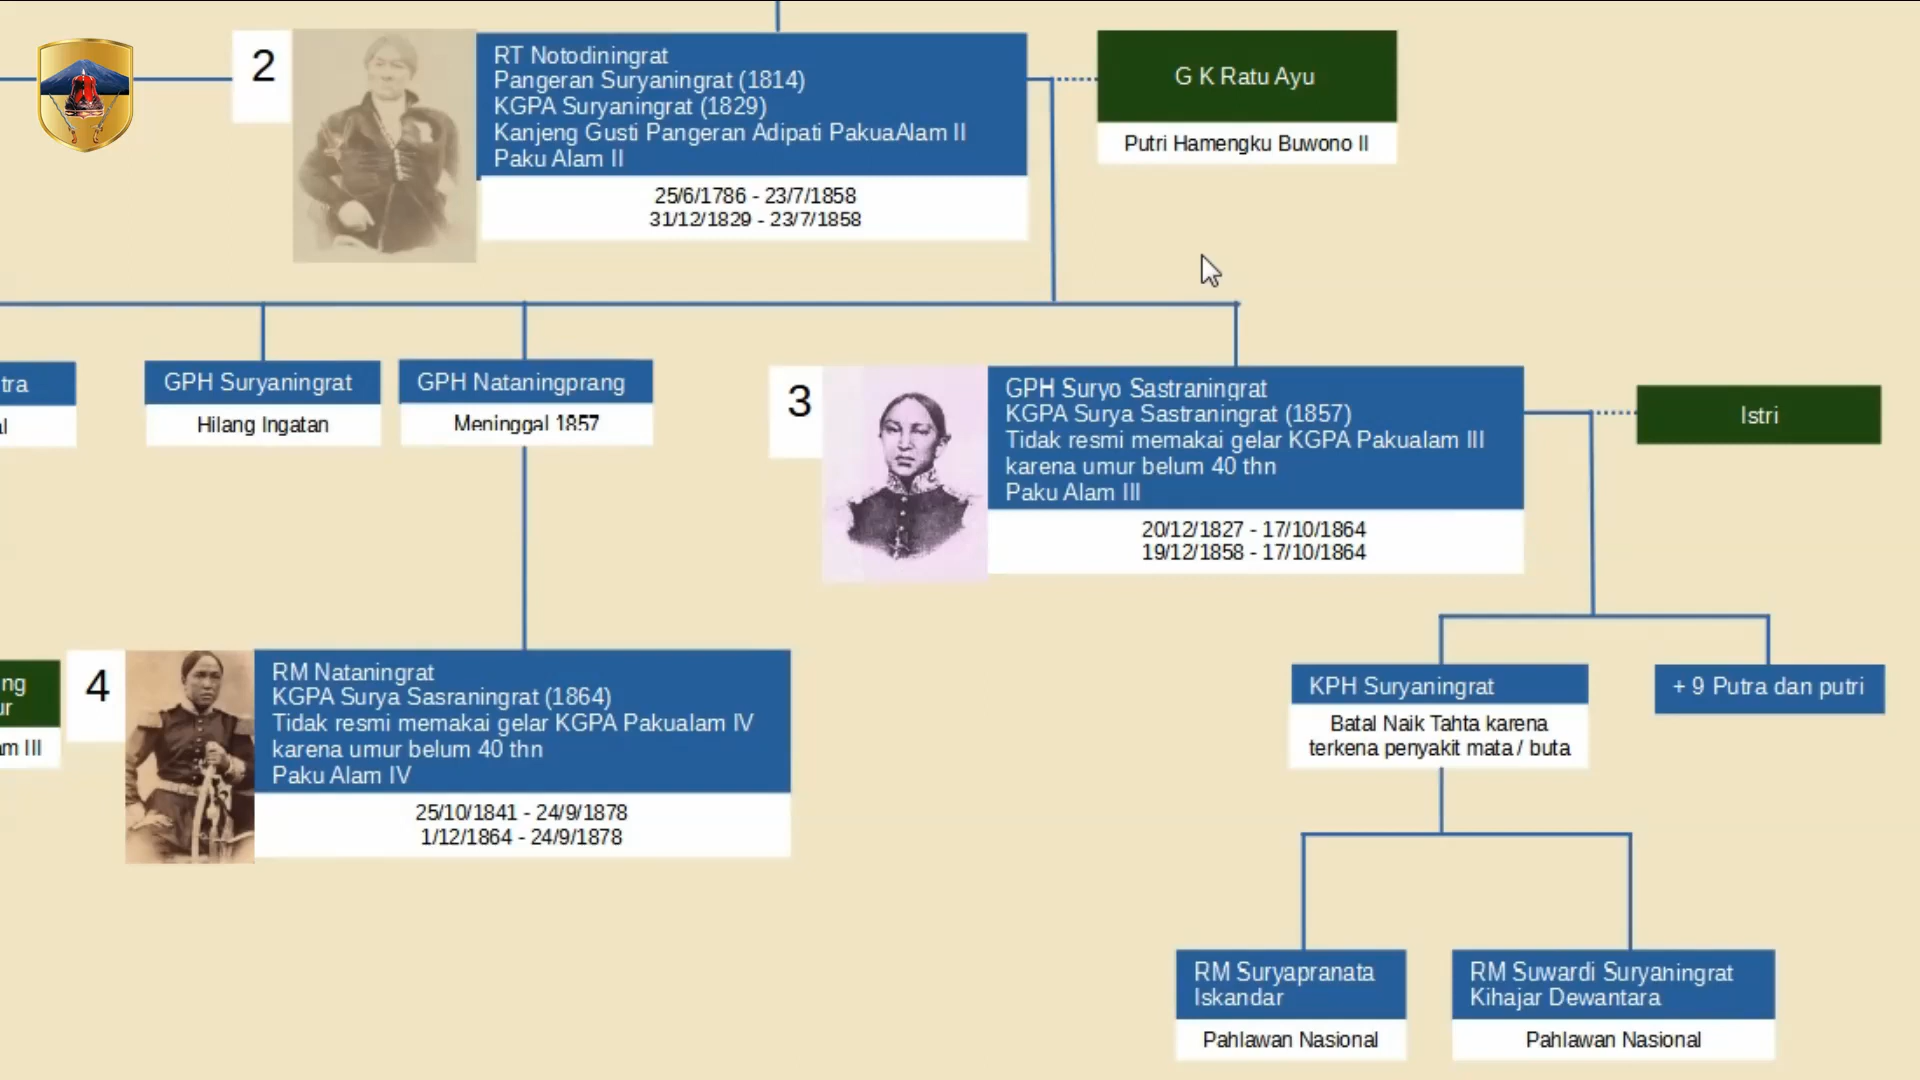 2
RT Notodiningrat
Pangeran Suryaningrat (1814)
KGPA Suryaningrat (1829)
Kanjeng Gusti Pangeran Adipati PakuaAlam II
Paku Alam II
25/6/1786 - 23/7/1858
31/12/1829 - 23/7/1858
G K Ratu Ayu
Putri Hamengku Buwono II
tra
al
GPH Suryaningrat
Hilang Ingatan
GPH Nataningprang
Meninggal 1857
3
GPH Suryo Sastraningrat
KGPA Surya Sastraningrat (1857)
Tidak resmi memakai gelar KGPA Pakualam III
karena umur belum 40 thn
Paku Alam III
20/12/1827 - 17/10/1864
19/12/1858 - 17/10/1864
Istri
ng
ur
am III
4
RM Nataningrat
KGPA Surya Sasraningrat (1864)
Tidak resmi memakai gelar KGPA Pakualam IV
karena umur belum 40 thn
Paku Alam IV
25/10/1841 - 24/9/1878
1/12/1864 - 24/9/1878
KPH Suryaningrat
Batal Naik Tahta karena
terkena penyakit mata / buta
+ 9 Putra dan putri
RM Suryapranata
Iskandar
Pahlawan Nasional
RM Suwardi Suryaningrat
Kihajar Dewantara
Pahlawan Nasional